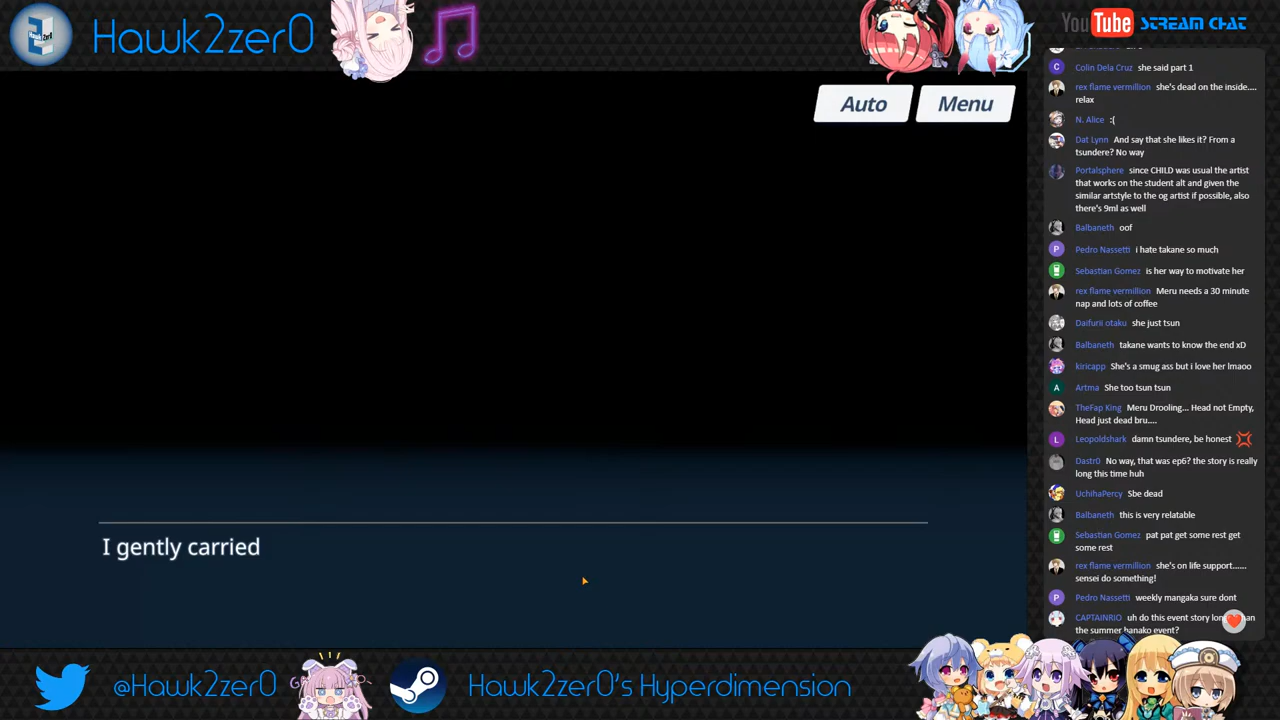 Hawk2zer0
YouTube STREAM CHAT
Auto
Menu
I gently carried
Colin Dela Cruz she said part 1
rex flame vermillion she's dead on the inside....
relax
N. Alice :(
Dat Lynn And say that she likes it? From a
tsundere? No way
Portalsphere since CHILD was usual the artist
that works on the student alt and given the
similar artstyle to the og artist if possible, also
there's 9ml as well
Balbaneth oof
Pedro Nassetti i hate takane so much
Sebastian Gomez is her way to motivate her
rex flame vermillion Meru needs a 30 minute
nap and lots of coffee
Daifurii otaku she just tsun
Balbaneth takane wants to know the end xD
kiricapp She's a smug ass but i love her lmaoo
Artma She too tsun tsun
TheFap King Meru Drooling... Head not Empty,
Head just dead bru....
Leopoldshark damn tsundere, be honest
Dastr0 No way, that was ep6? the story is really
long this time huh
UchihaPercy Sbe dead
Balbaneth this is very relatable
Sebastian Gomez pat pat get some rest get
some rest
rex flame vermillion she's on life support......
sensei do something!
Pedro Nassetti weekly mangaka sure dont
CAPTAINRIO uh do this event story
the summer hanako event?
@Hawk2zer0
Hawk2zer0's Hyperdimension